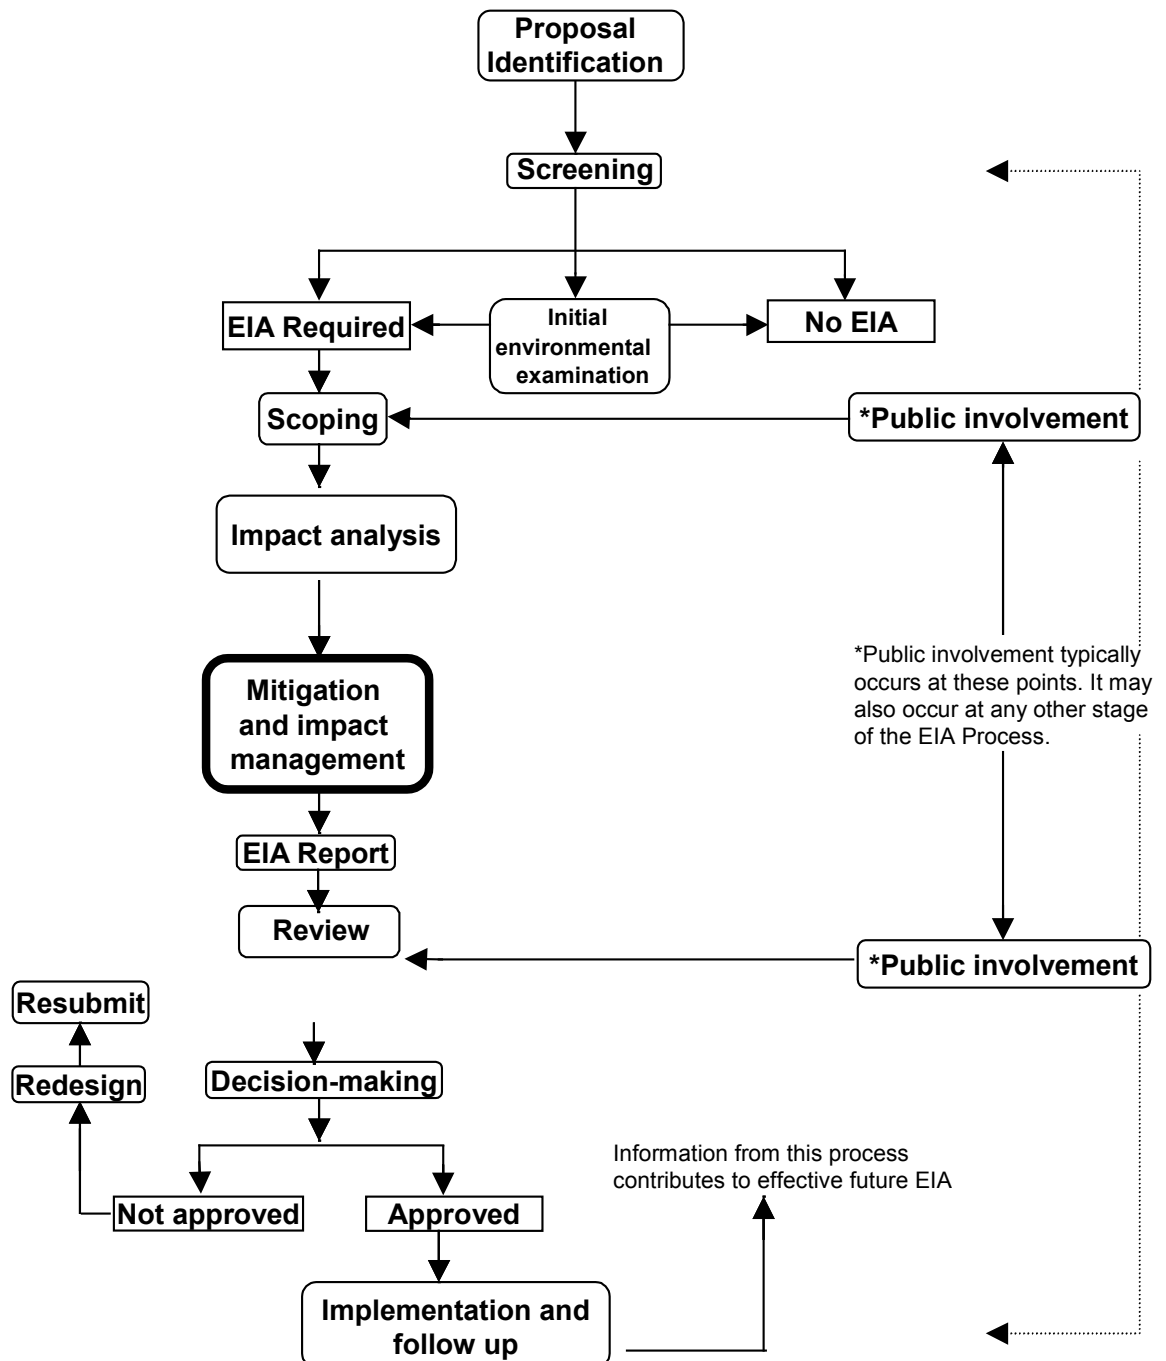 Proposal
Identification
Screening
EIA Required
Initial
environmental
examination
No EIA
Scoping
*Public involvement
Impact analysis
*Public involvement typically
occurs at these points. It may
also occur at any other stage
of the EIA Process.
Mitigation
and impact
management
EIA Report
Review
*Public involvement
Resubmit
Redesign
Decision-making
Information from this process
contributes to effective future EIA
Not approved
Approved
Implementation and
follow up